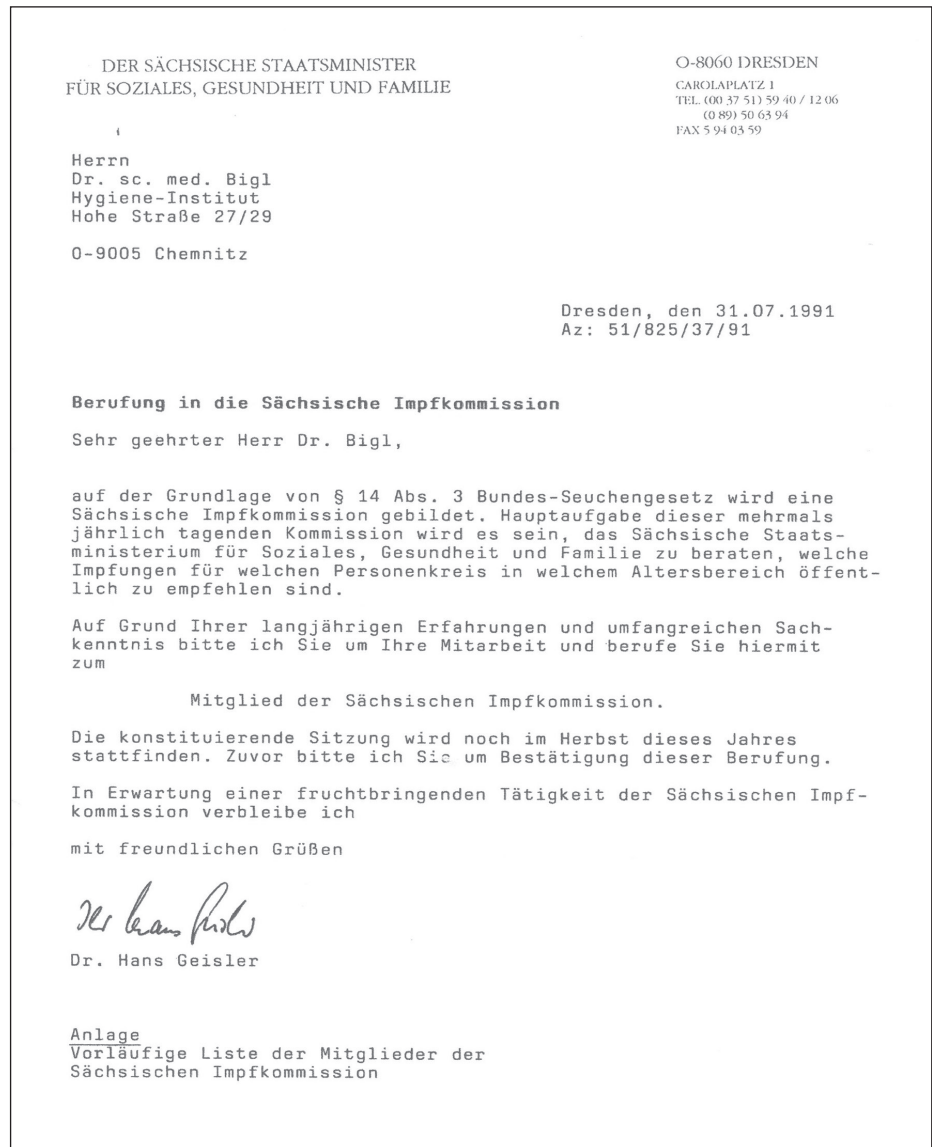 DER SÄCHSISCHE STAATSMINISTER
FÜR SOZIALES, GESUNDHEIT UND FAMILIE
O-8060 DRESDEN
CAROLAPLATZ 1
TEL. (00 37 51) 59 40 / 12 06
(0 89) 50 63 94
FAX 5 94 03 59
Herrn
Dr. sc. med. Bigl
Hygiene-Institut
Hohe Straße 27/29
O-9005 Chemnitz
Dresden, den 31.07.1991
Az: 51/825/37/91
Berufung in die Sächsische Impfkommission
Sehr geehrter Herr Dr. Bigl,
auf der Grundlage von § 14 Abs. 3 Bundes-Seuchengesetz wird eine
Sächsische Impfkommission gebildet. Hauptaufgabe dieser mehrmals
jährlich tagenden Kommission wird es sein, das Sächsische Staats-
ministerium für Soziales, Gesundheit und Familie zu beraten, welche
Impfungen für welchen Personenkreis in welchem Altersbereich öffent-
lich zu empfehlen sind.
Auf Grund Ihrer langjährigen Erfahrungen und umfangreichen Sach-
kenntnis bitte ich Sie um Ihre Mitarbeit und berufe Sie hiermit
zum
Mitglied der Sächsischen Impfkommission.
Die konstituierende Sitzung wird noch im Herbst dieses Jahres
stattfinden. Zuvor bitte ich Sie um Bestätigung dieser Berufung.
In Erwartung einer fruchtbringenden Tätigkeit der Sächsischen Impf-
kommission verbleibe ich
mit freundlichen Grüßen
Dr. Hans Geisler
Anlage
Vorläufige Liste der Mitglieder der
Sächsischen Impfkommission